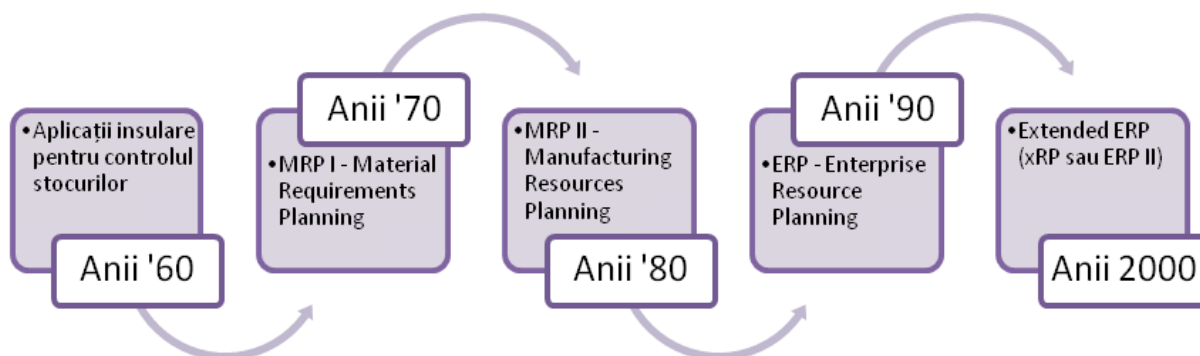 •Aplicații insulare
pentru controlul
stocurilor
Anii '60
Anii '70
•MRP I - Material
Requirements
Planning
•MRP II -
Manufacturing
Resources
Planning
Anii '80
Anii '90
•ERP - Enterprise
Resource
Planning
•Extended ERP
(xRP sau ERP II)
Anii 2000